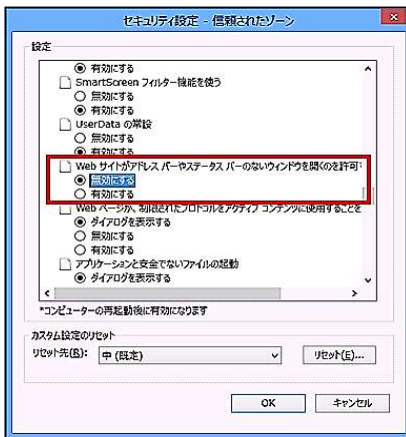 セキュリティ設定 - 信頼されたゾーン
設定
有効にする
SmartScreen フィルター機能を使う
無効にする
有効にする
UserData の常設
無効にする
有効にする
Web サイトがアドレス バーやステータス バーのないウィンドウを開くのを許可
無効にする
有効にする
Web ページが、制限されたプロトコルをアクティブ コンテンツに使用することを
ダイアログを表示する
無効にする
有効にする
アプリケーションと安全でないファイルの起動
ダイアログを表示する
*コンピューターの再起動後に有効になります
カスタム設定のリセット
リセット先(R): 中 (既定) リセット(E)...
OK キャンセル